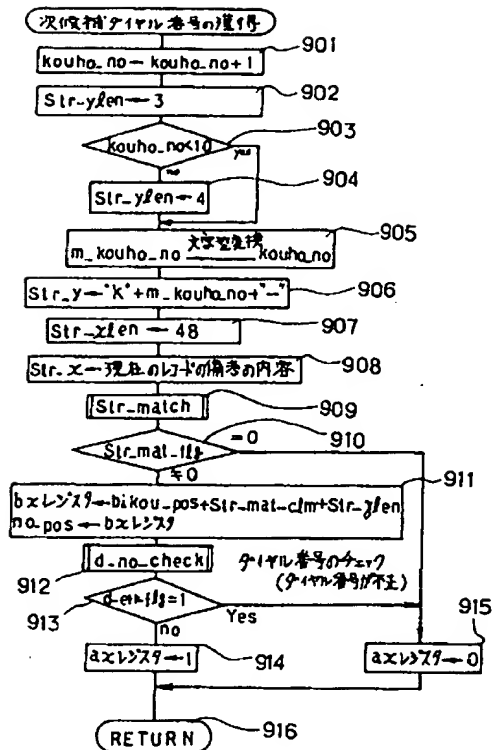 次候補ダイヤル番号の獲得
kouho_no ← kouho_no+1
901
Str_ylen ← 3
902
kouho_no<10
903
yes
no
Str_ylen ← 4
904
m_kouho_no 文字型変換 kouho_no
905
Str_y ← "K"+m_kouho_no+"-"
906
Str_xlen ← 48
907
Str_x ← 現在のレコードの備考の内容
908
Str_match
909
Str_mat_flg
910
=0
≠0
911
bxレジスタ←bikou_pos+Str_mat_clm+Str_ylen
no_pos ← bxレジスタ
d_no_check
912
ダイヤル番号のチェック
(ダイヤル番号が不正)
913
=1
Yes
no
915
axレジスタ←1
914
axレジスタ←0
RETURN
916